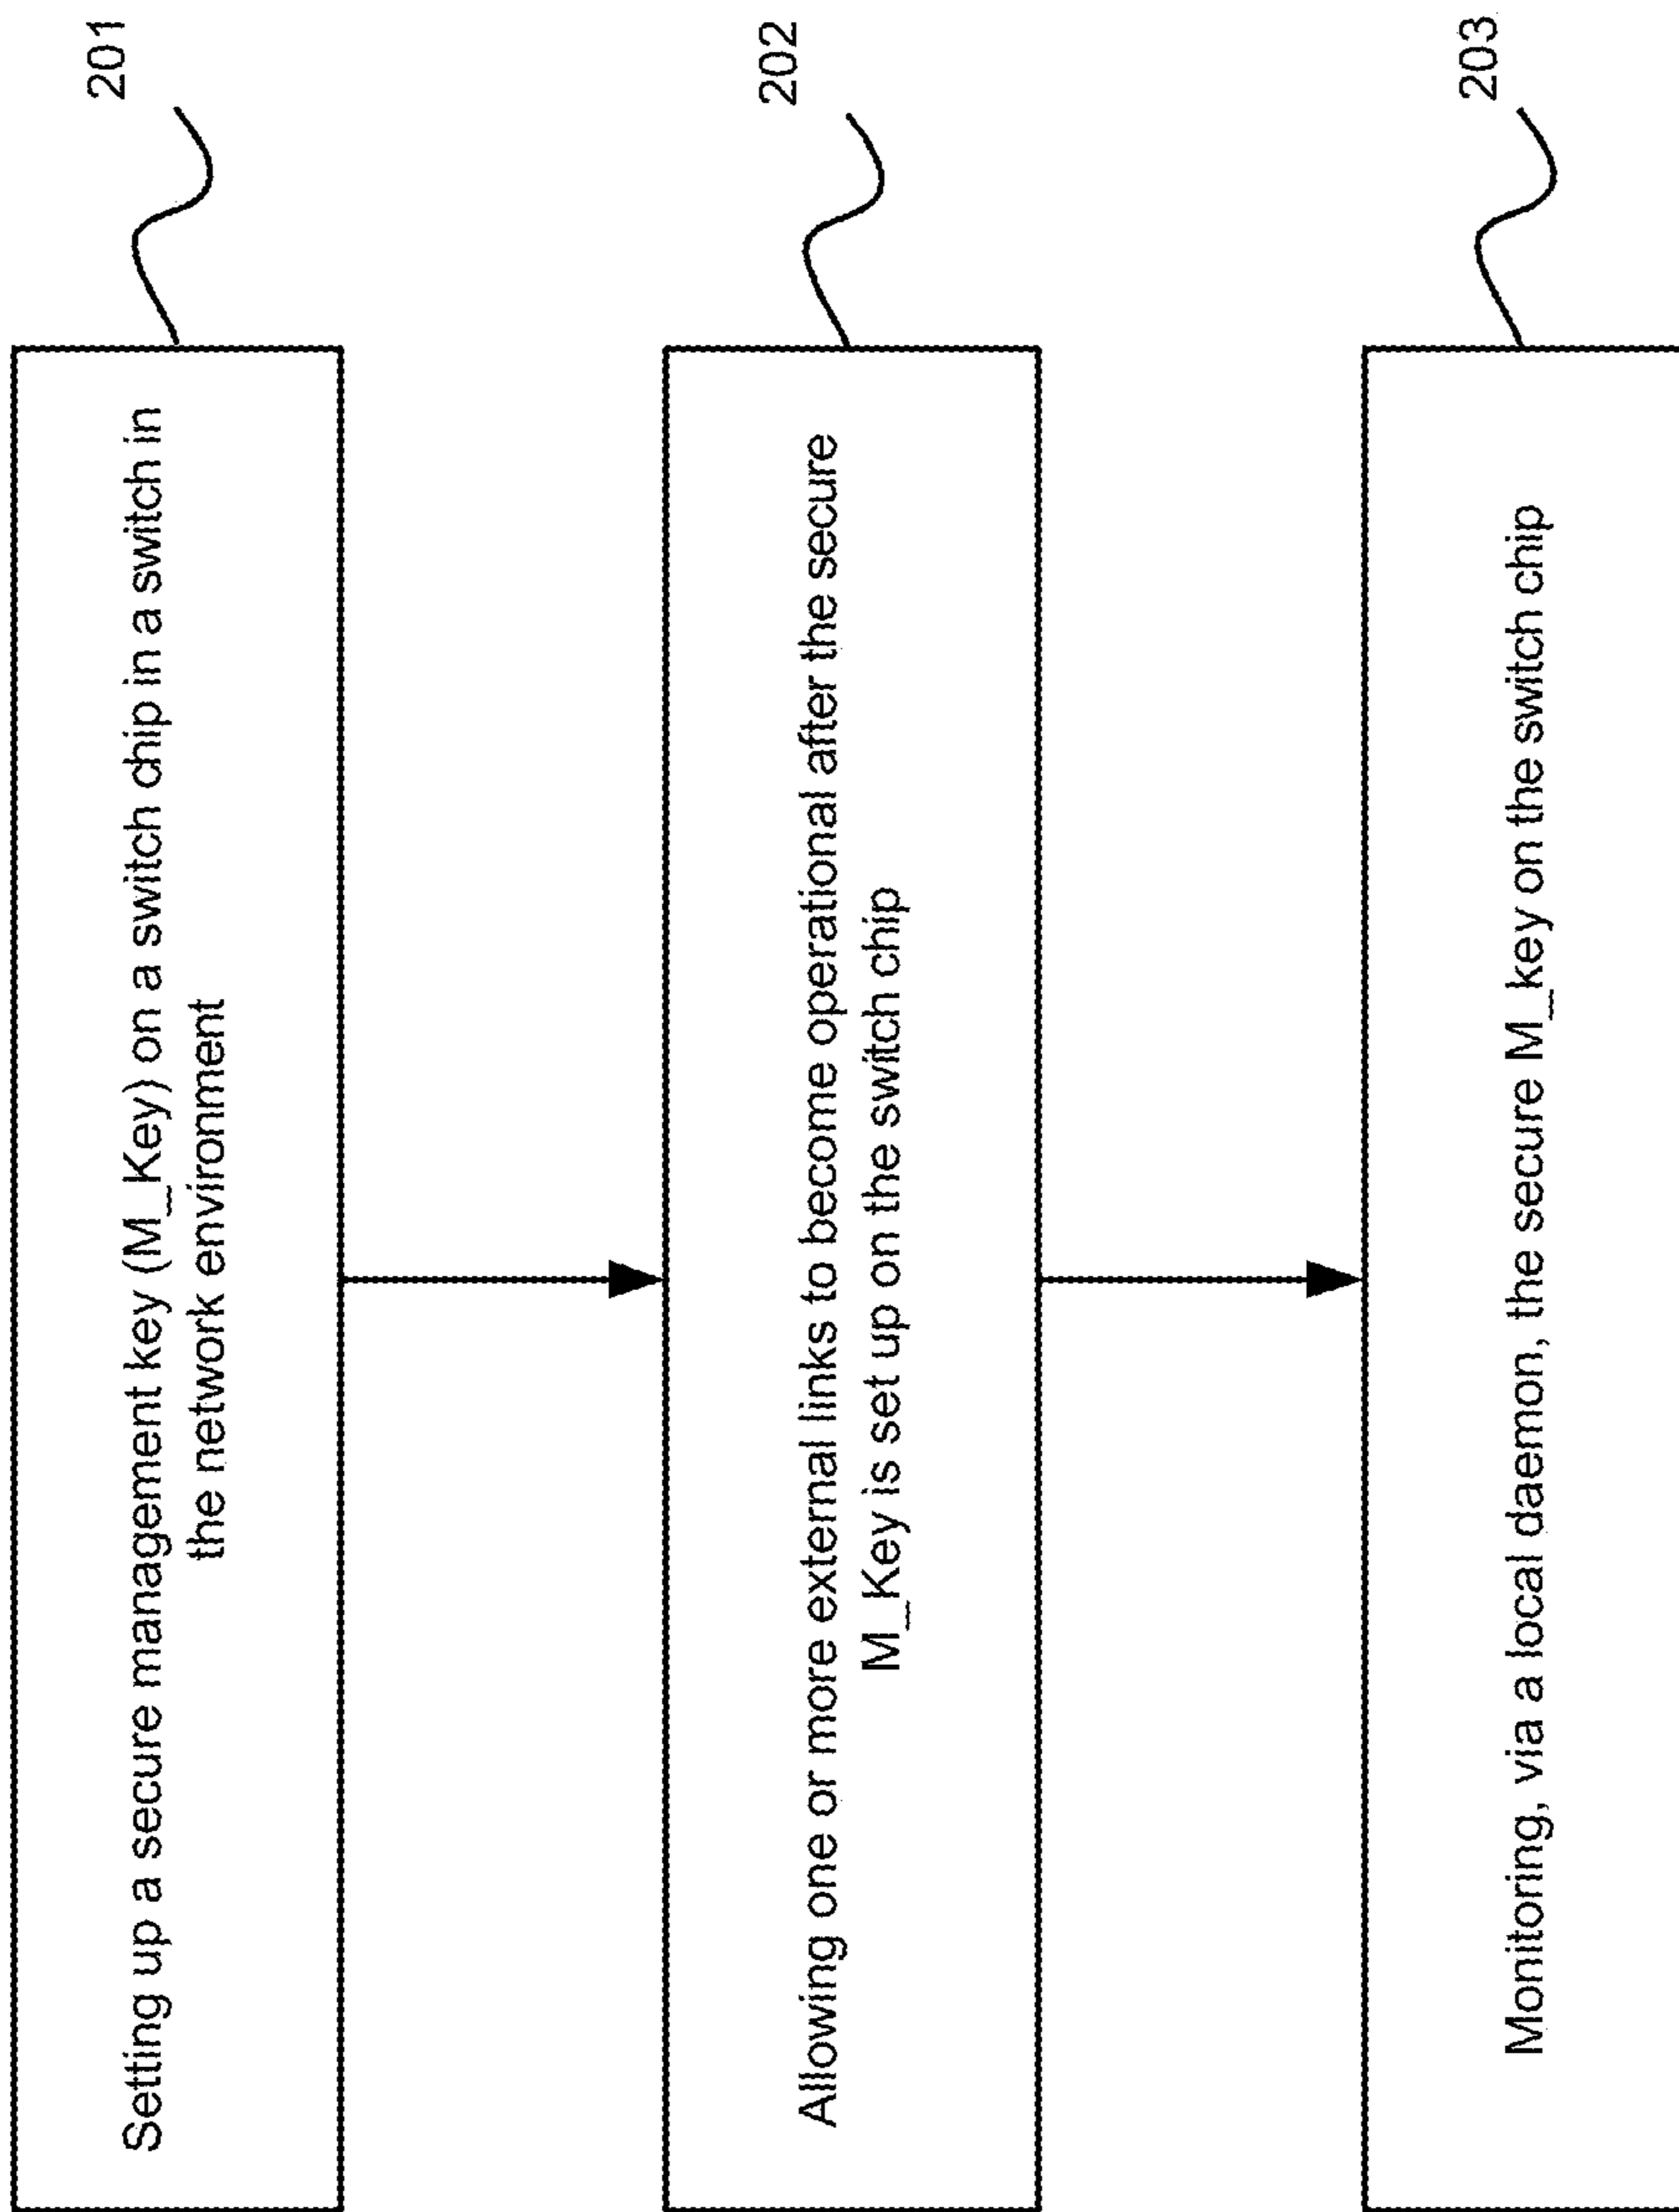 201
Setting up a secure management key (M_Key) on a switch chip in a switch in
the network environment
202
Allowing one or more external links to become operational after the secure
M_Key is set up on the switch chip
203
Monitoring, via a local daemon, the secure M_key on the switch chip